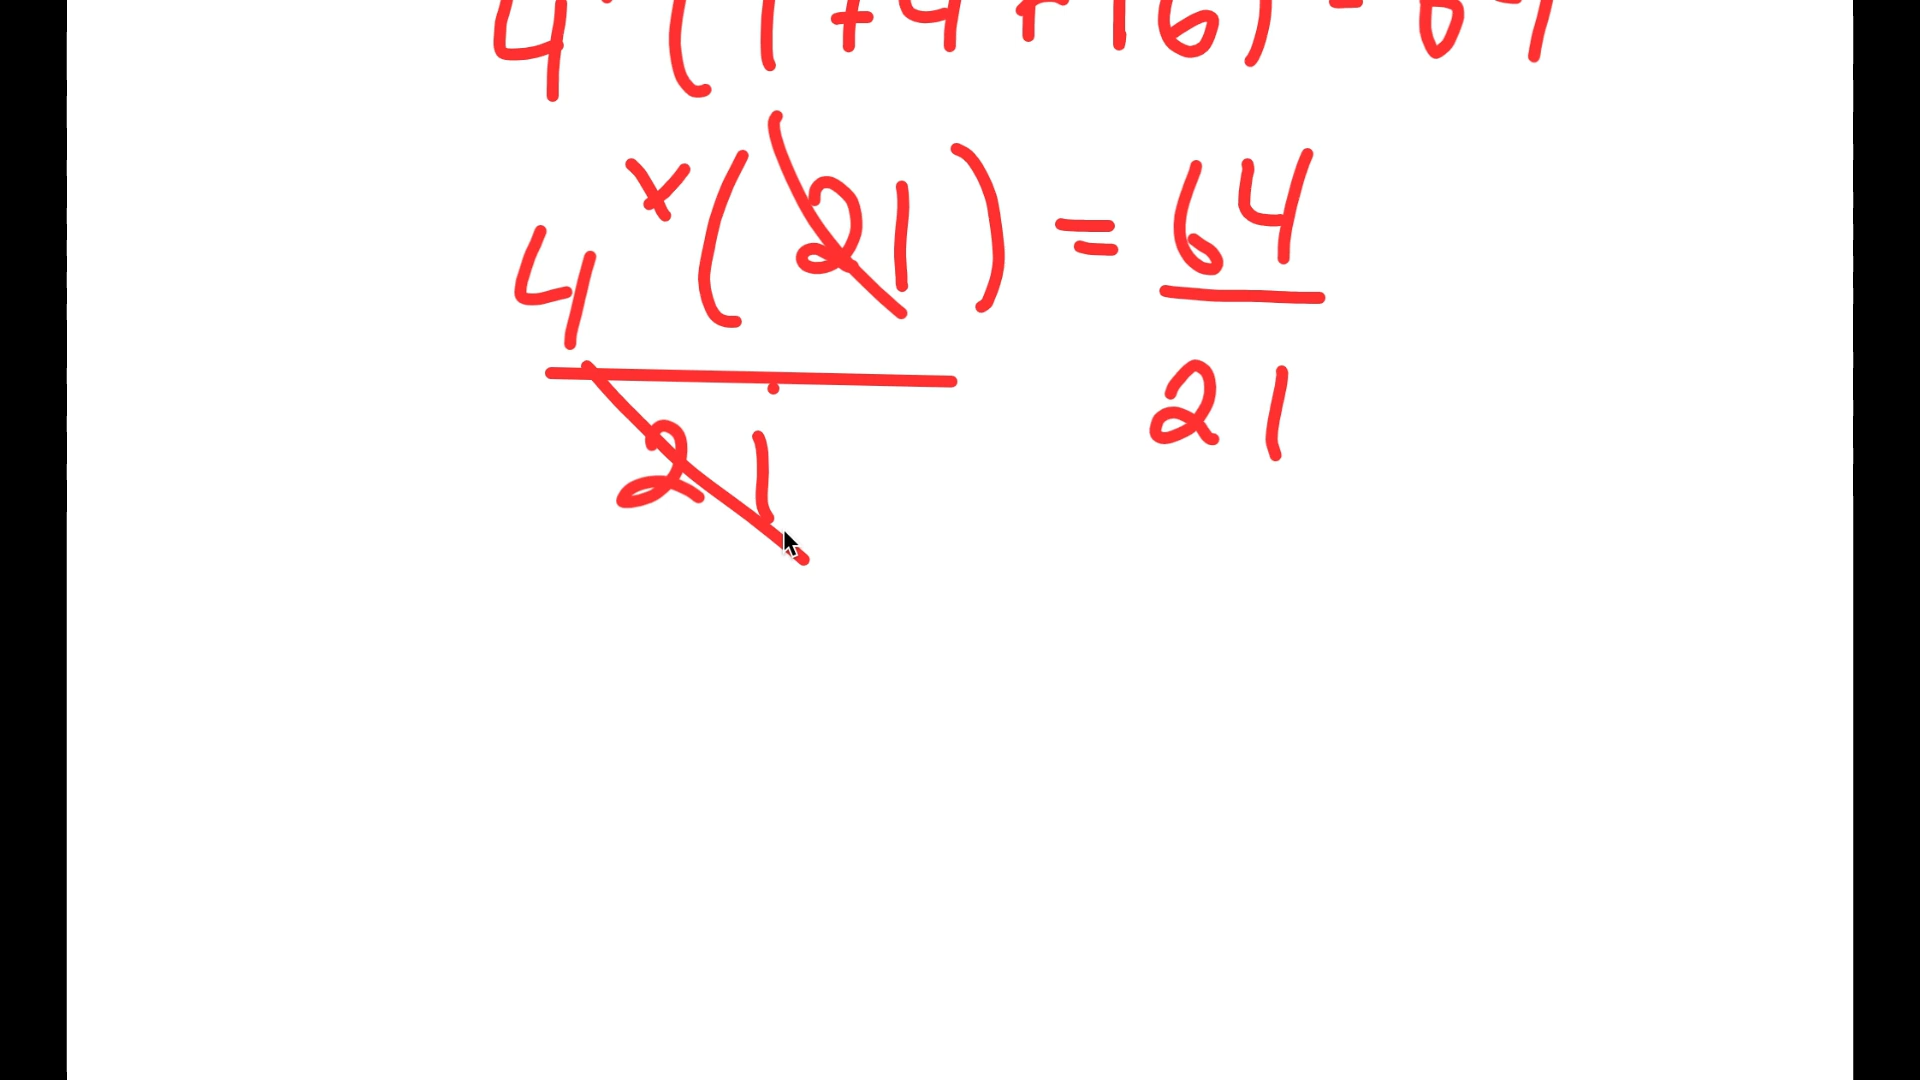 4^x (1 + 4 + 16) = 64
4^x (21) = 64
21 21